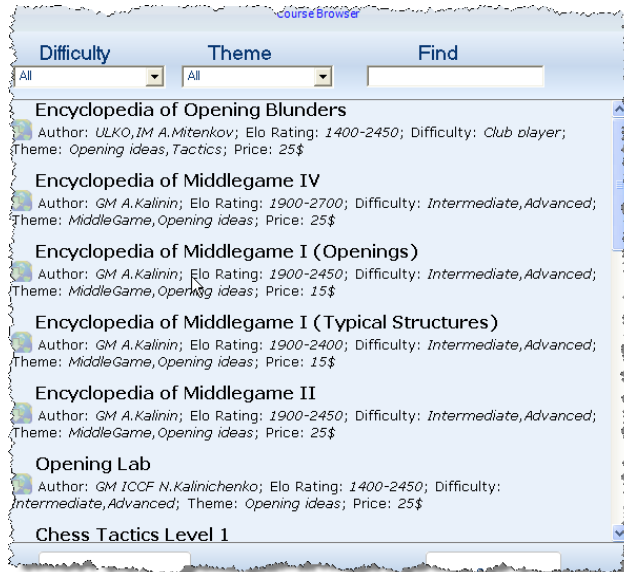 Course Browser
Difficulty Theme Find
All All
Encyclopedia of Opening Blunders
Author: ULKO,IM A.Mitenkov; Elo Rating: 1400-2450; Difficulty: Club player;
Theme: Opening ideas,Tactics; Price: 25$
Encyclopedia of Middlegame IV
Author: GM A.Kalinin; Elo Rating: 1900-2700; Difficulty: Intermediate,Advanced;
Theme: MiddleGame,Opening ideas; Price: 25$
Encyclopedia of Middlegame I (Openings)
Author: GM A.Kalinin; Elo Rating: 1900-2450; Difficulty: Intermediate,Advanced;
Theme: MiddleGame,Opening ideas; Price: 15$
Encyclopedia of Middlegame I (Typical Structures)
Author: GM A.Kalinin; Elo Rating: 1900-2400; Difficulty: Intermediate,Advanced;
Theme: MiddleGame,Opening ideas; Price: 15$
Encyclopedia of Middlegame II
Author: GM A.Kalinin; Elo Rating: 1900-2450; Difficulty: Intermediate,Advanced;
Theme: MiddleGame,Opening ideas; Price: 25$
Opening Lab
Author: GM ICCF N.Kalinichenko; Elo Rating: 1400-2450; Difficulty:
Intermediate,Advanced; Theme: Opening ideas; Price: 25$
Chess Tactics Level 1